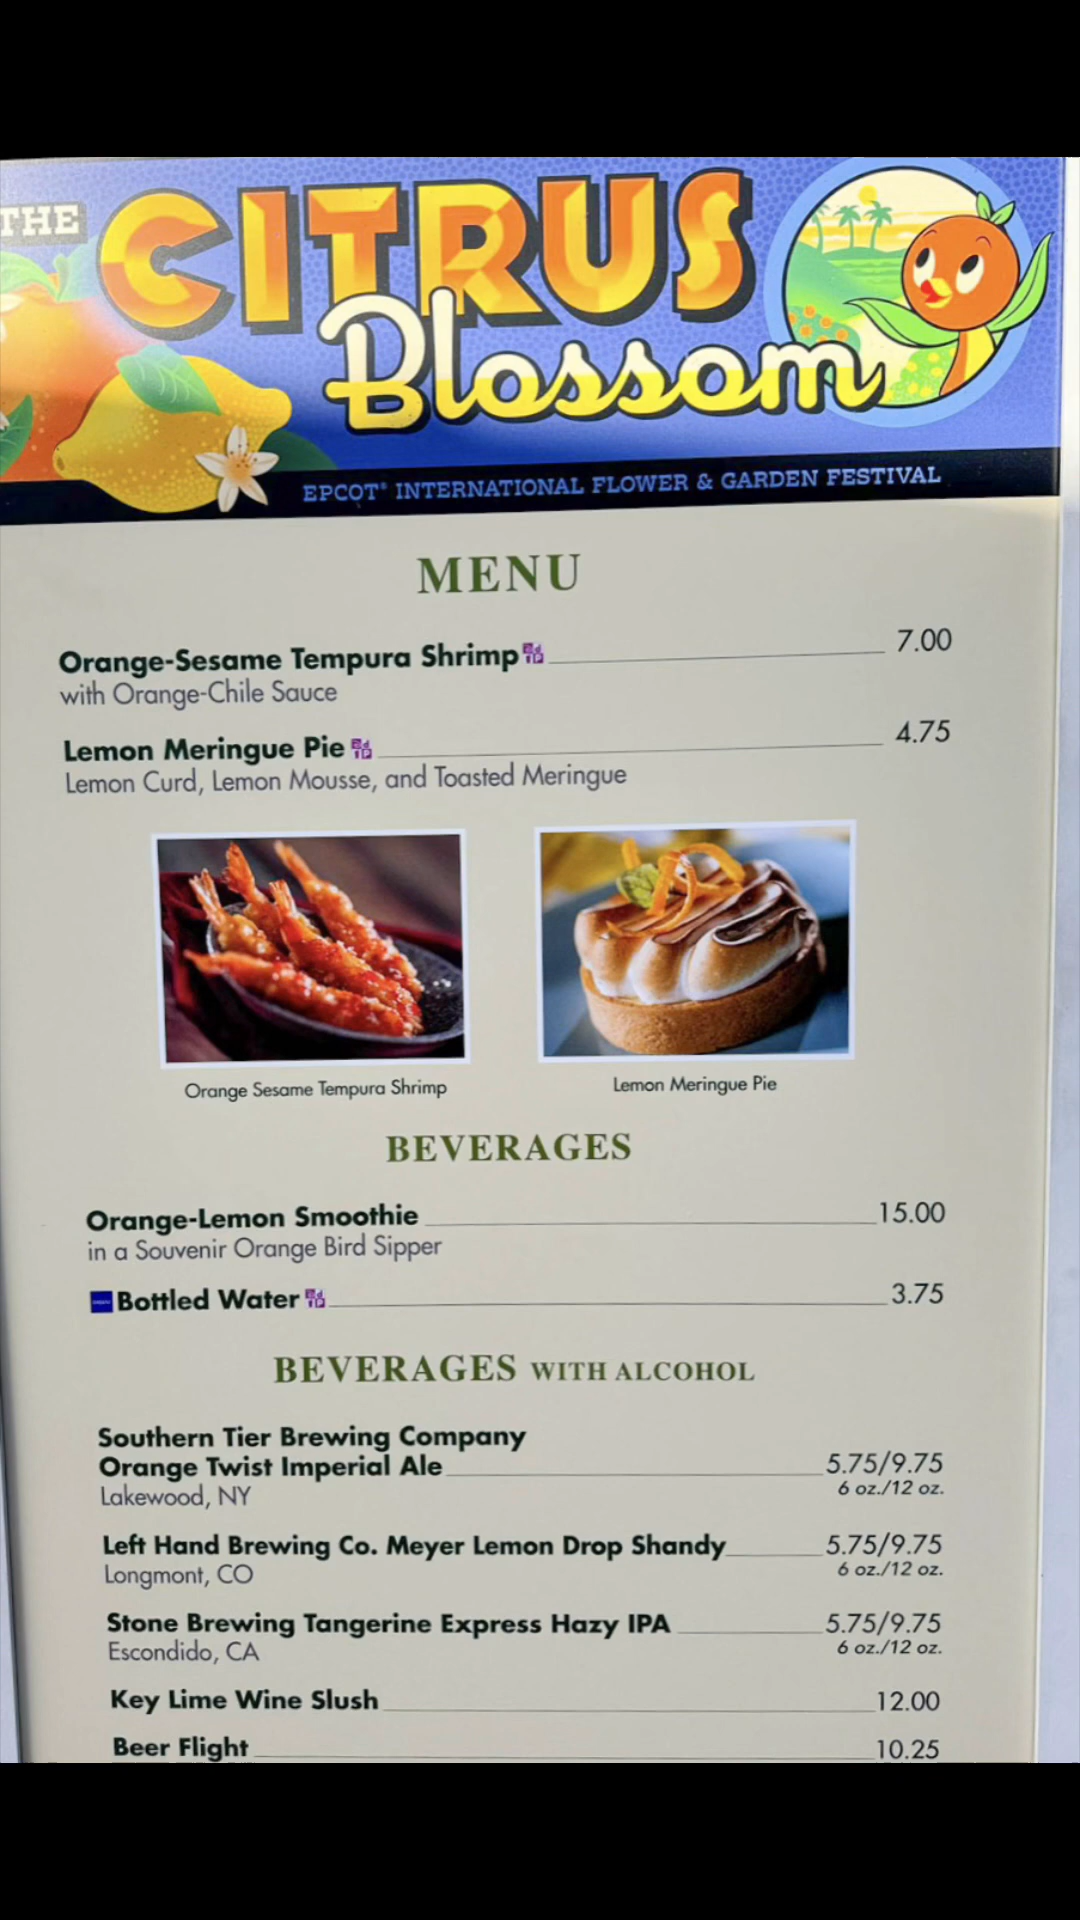 THE
CITRUS
Blossom
EPCOT® INTERNATIONAL FLOWER & GARDEN FESTIVAL
MENU
Orange-Sesame Tempura Shrimp 7.00
with Orange-Chile Sauce
Lemon Meringue Pie 4.75
Lemon Curd, Lemon Mousse, and Toasted Meringue
Orange Sesame Tempura Shrimp
Lemon Meringue Pie
BEVERAGES
Orange-Lemon Smoothie 15.00
in a Souvenir Orange Bird Sipper
Bottled Water 3.75
BEVERAGES WITH ALCOHOL
Southern Tier Brewing Company
Orange Twist Imperial Ale 5.75/9.75
Lakewood, NY 6 oz./12 oz.
Left Hand Brewing Co. Meyer Lemon Drop Shandy 5.75/9.75
Longmont, CO 6 oz./12 oz.
Stone Brewing Tangerine Express Hazy IPA 5.75/9.75
Escondido, CA 6 oz./12 oz.
Key Lime Wine Slush 12.00
Beer Flight 10.25